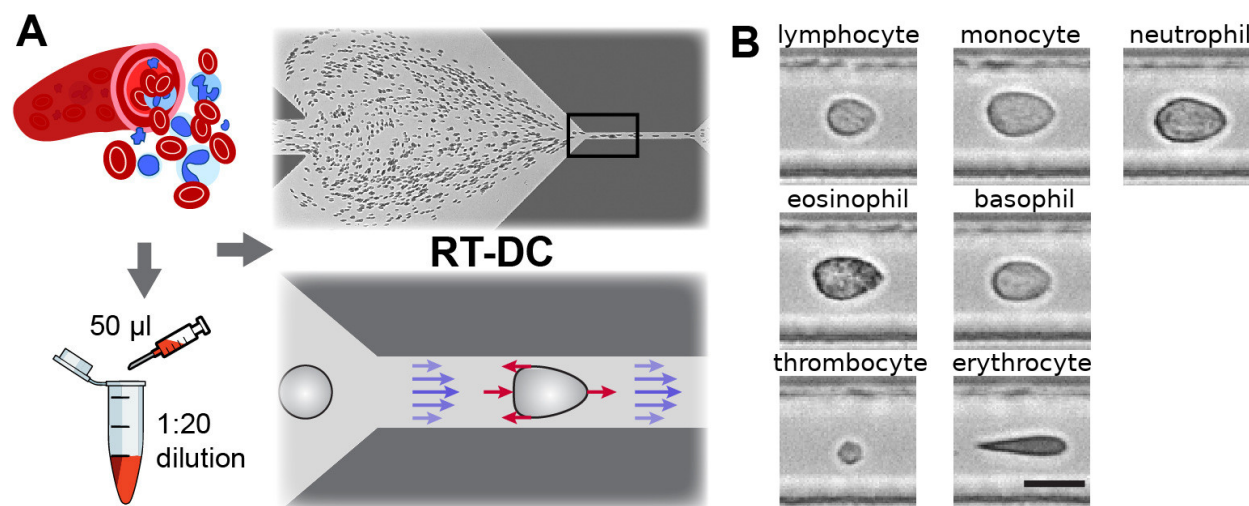 A
RT-DC
50 µl
1:20
dilution
B
lymphocyte
monocyte
neutrophil
eosinophil
basophil
thrombocyte
erythrocyte